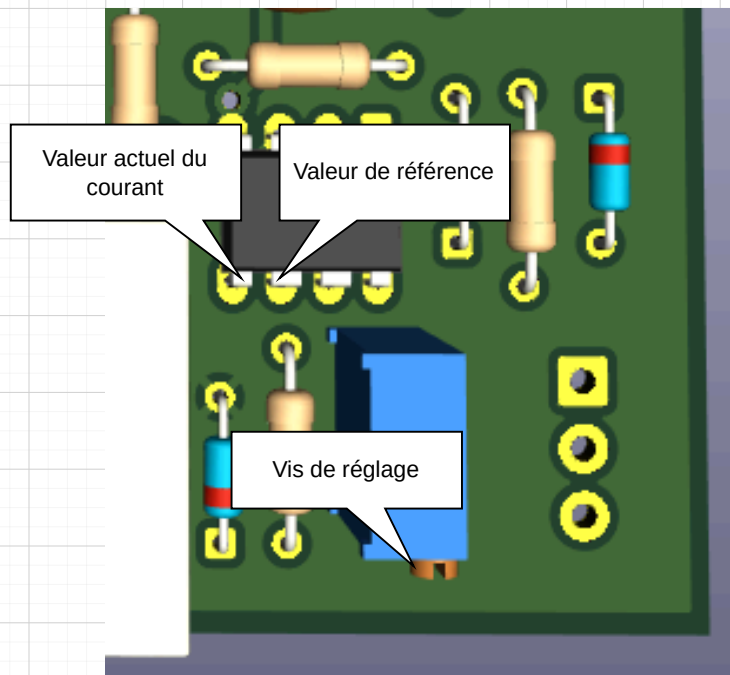 Valeur actuel du
courant
Valeur de référence
Vis de réglage